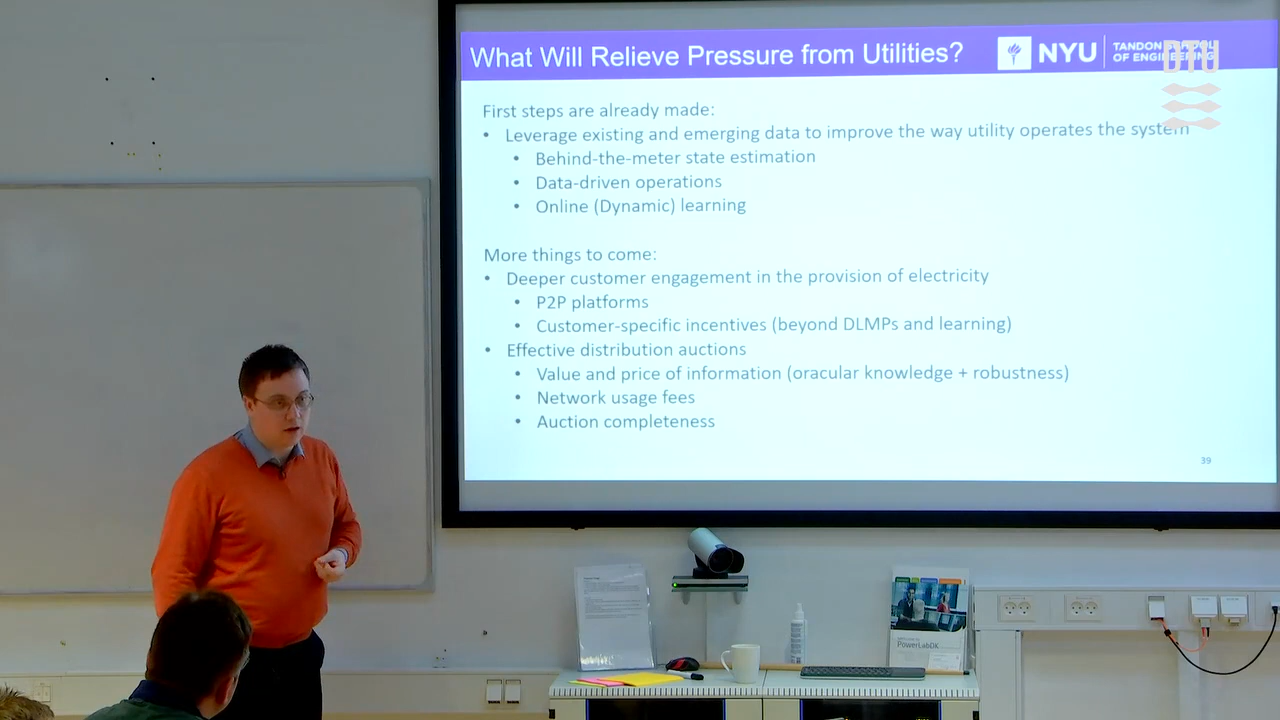 What Will Relieve Pressure from Utilities?
NYU
TANDON SCHOOL
OF ENGINEERING
DTU
First steps are already made:
• Leverage existing and emerging data to improve the way utility operates the system
• Behind-the-meter state estimation
• Data-driven operations
• Online (Dynamic) learning
More things to come:
• Deeper customer engagement in the provision of electricity
• P2P platforms
• Customer-specific incentives (beyond DLMPs and learning)
• Effective distribution auctions
• Value and price of information (oracular knowledge + robustness)
• Network usage fees
• Auction completeness
39
PowerLabDK